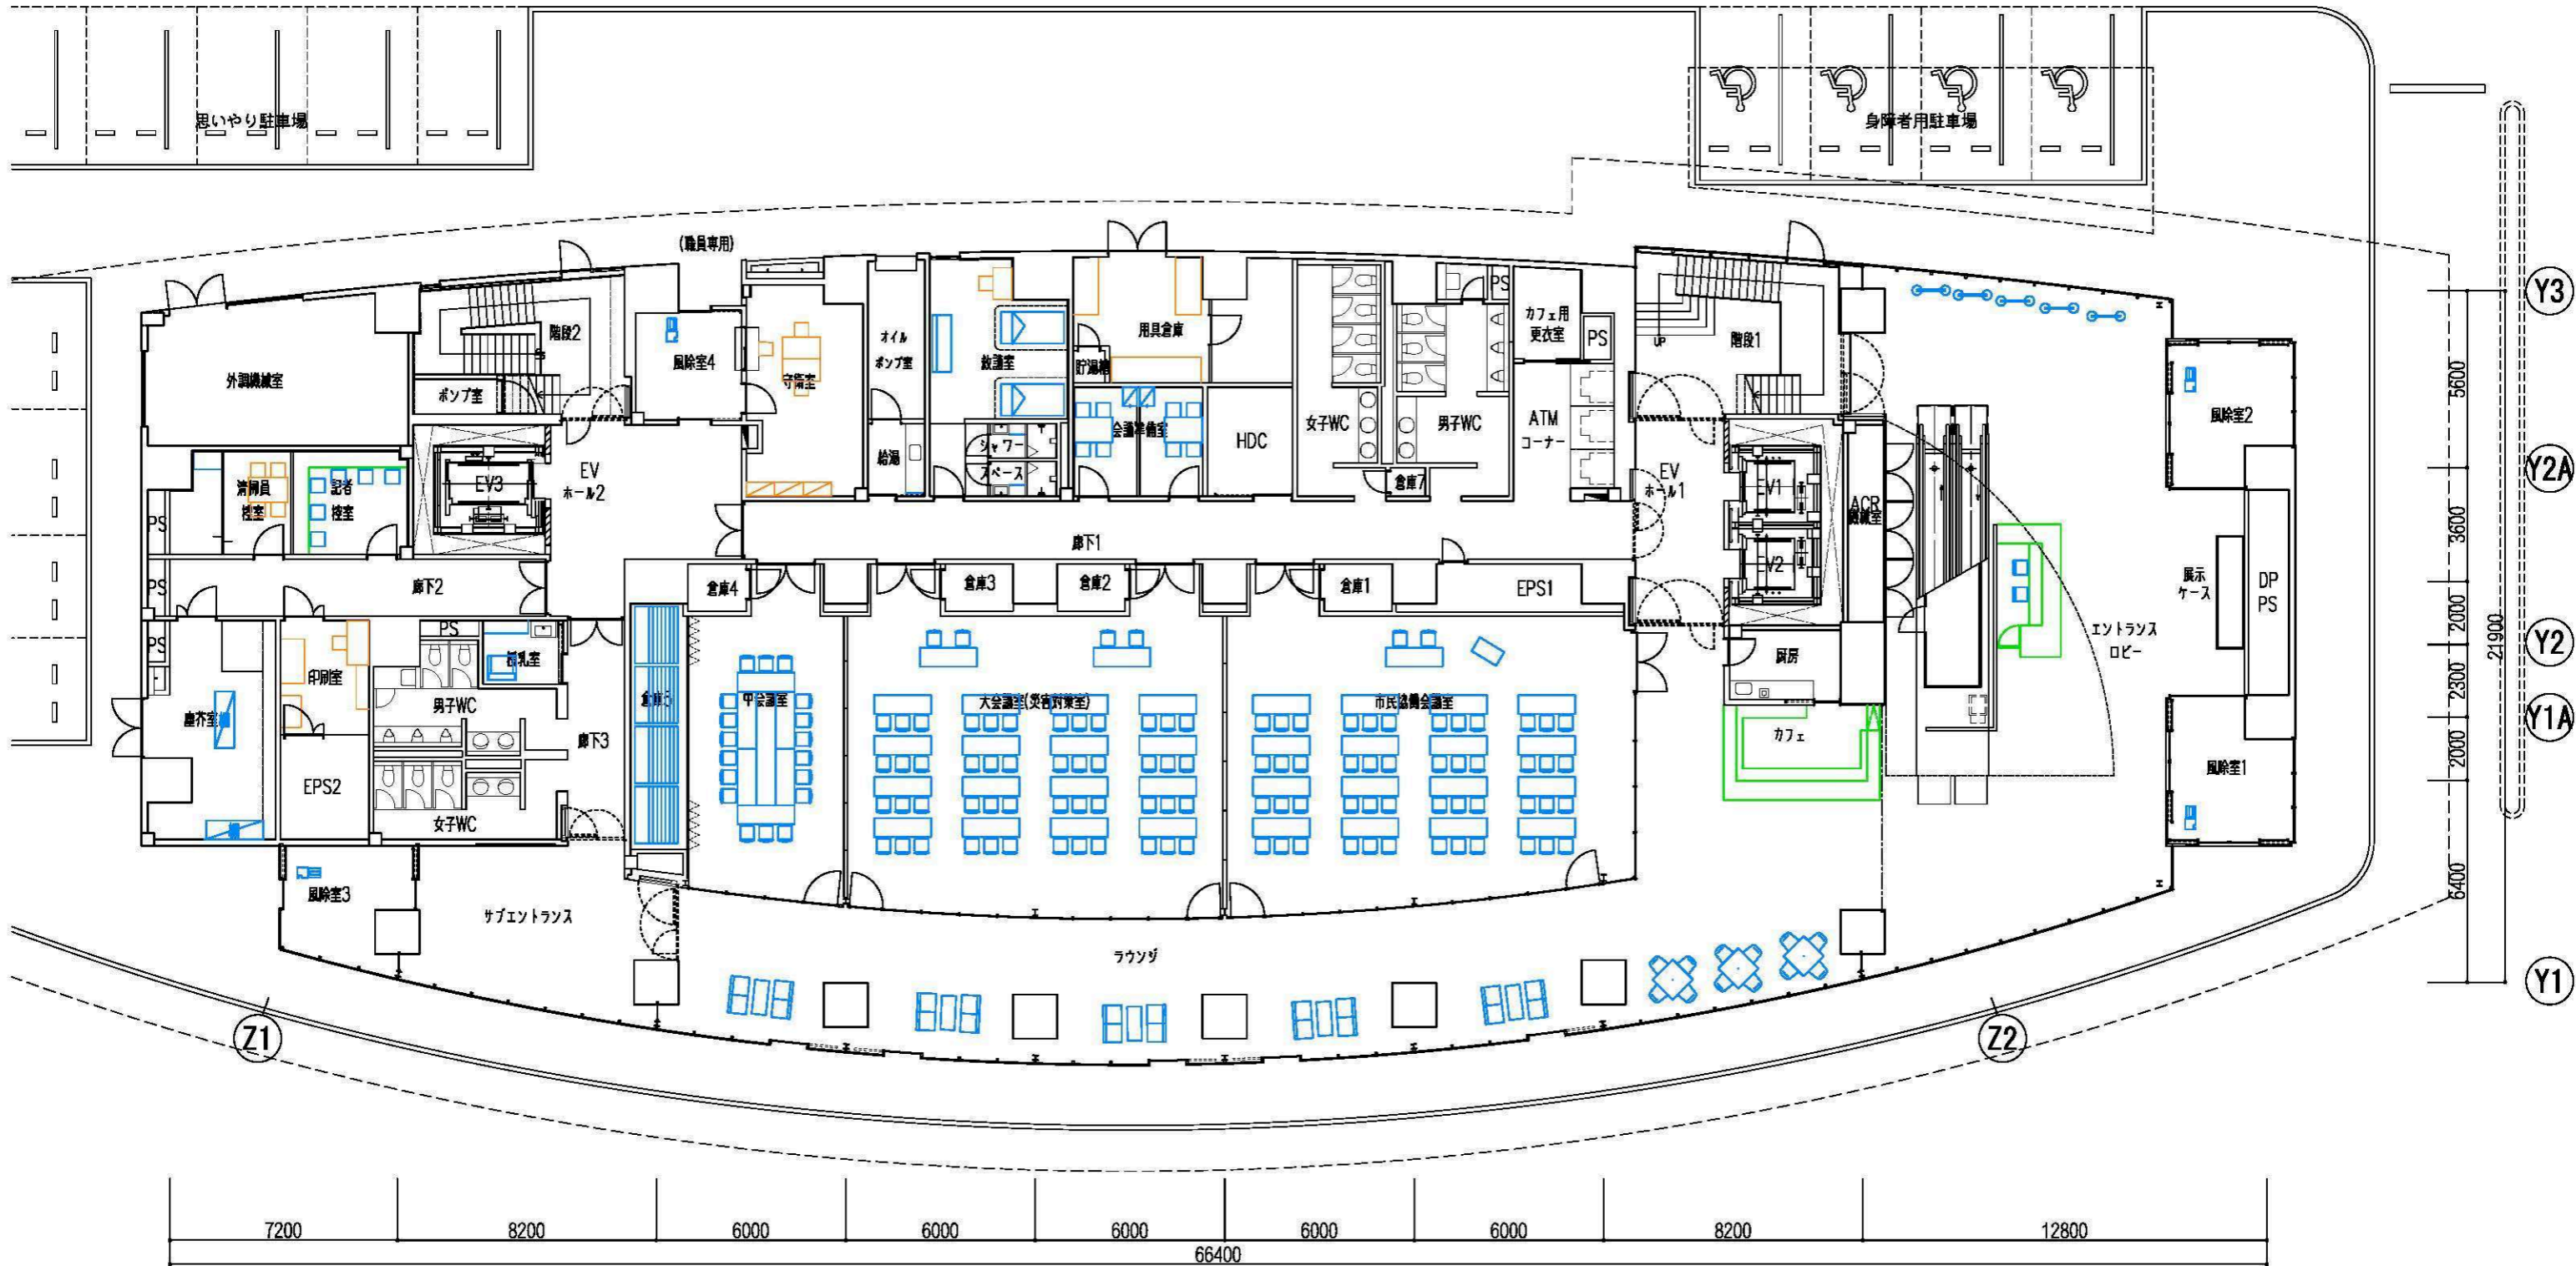 思いやり駐車場
身障者用駐車場
(職員専用)
Y3
Y2A
Y2
Y1A
Y1
5600
3600
2000
2300
2000
6400
21900
外調機械室
階段2
ポンプ室
風除室4
守衛室
オイル
ポンプ室
救護室
用具倉庫
貯湯槽
カフェ用
更衣室
PS
PS
階段1
UP
風除室2
清掃員
控室
記者
控室
EV3
EV
ホール2
給湯
シャワー
スペース
会議準備室
HDC
女子WC
男子WC
倉庫7
ATM
コーナー
EV
ホール1
EV1
EV2
ACR
機械室
展示
ケース
DP
PS
PS
PS
PS
PS
廊下1
廊下2
倉庫4
倉庫3
倉庫2
倉庫1
EPS1
エントランス
ロビー
厨房
カフェ
風除室1
塵芥室
印刷室
授乳室
男子WC
女子WC
EPS2
廊下3
倉庫5
中会議室
大会議室(災害対策室)
市民協働会議室
風除室3
サブエントランス
ラウンジ
Z1
Z2
7200
8200
6000
6000
6000
6000
6000
8200
12800
66400